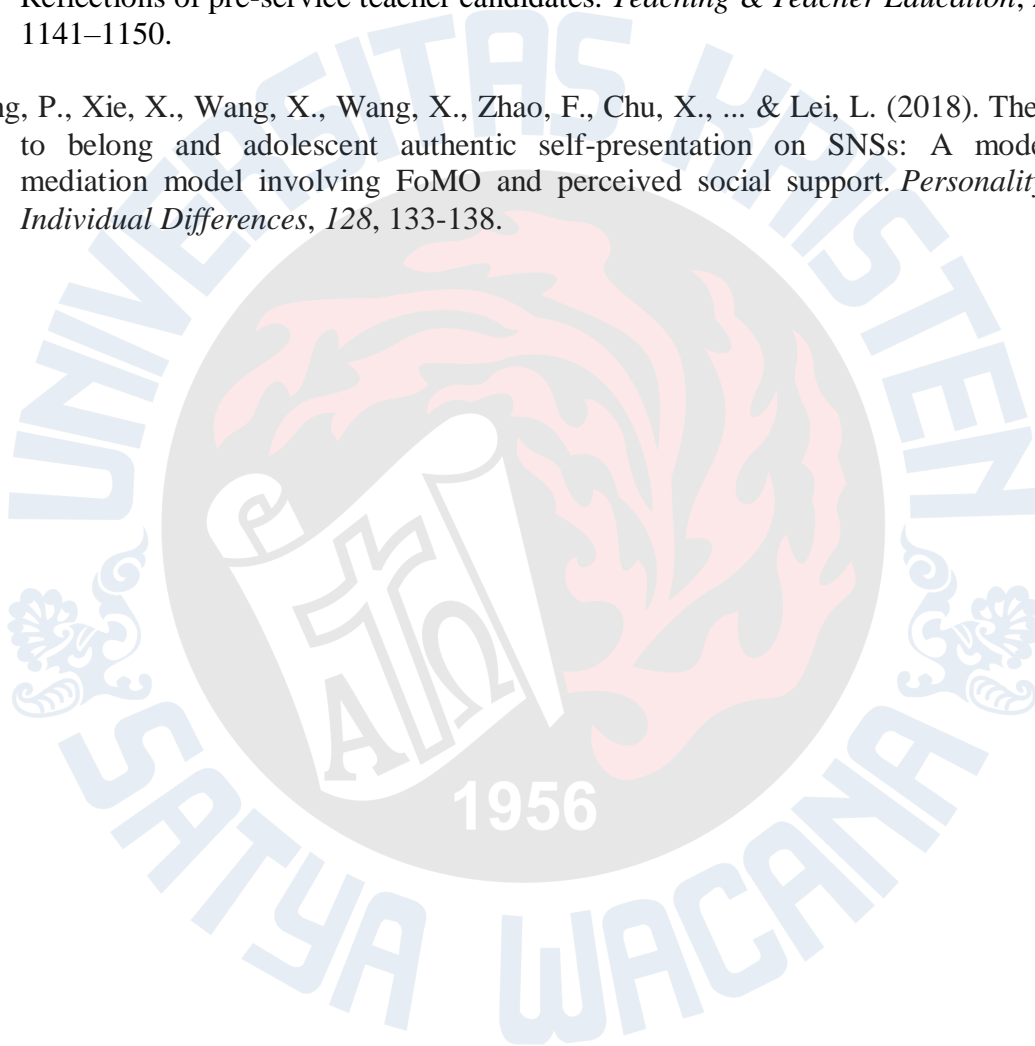 Reflections of pre-service teacher candidates. Teaching & Teacher Education,
1141–1150.
ng, P., Xie, X., Wang, X., Wang, X., Zhao, F., Chu, X., ... & Lei, L. (2018). The
to belong and adolescent authentic self-presentation on SNSs: A mode
mediation model involving FoMO and perceived social support. Personality
Individual Differences, 128, 133-138.
UNIVERSITAS KRISTEN
ΑΩ
1956
SATYA WACANA